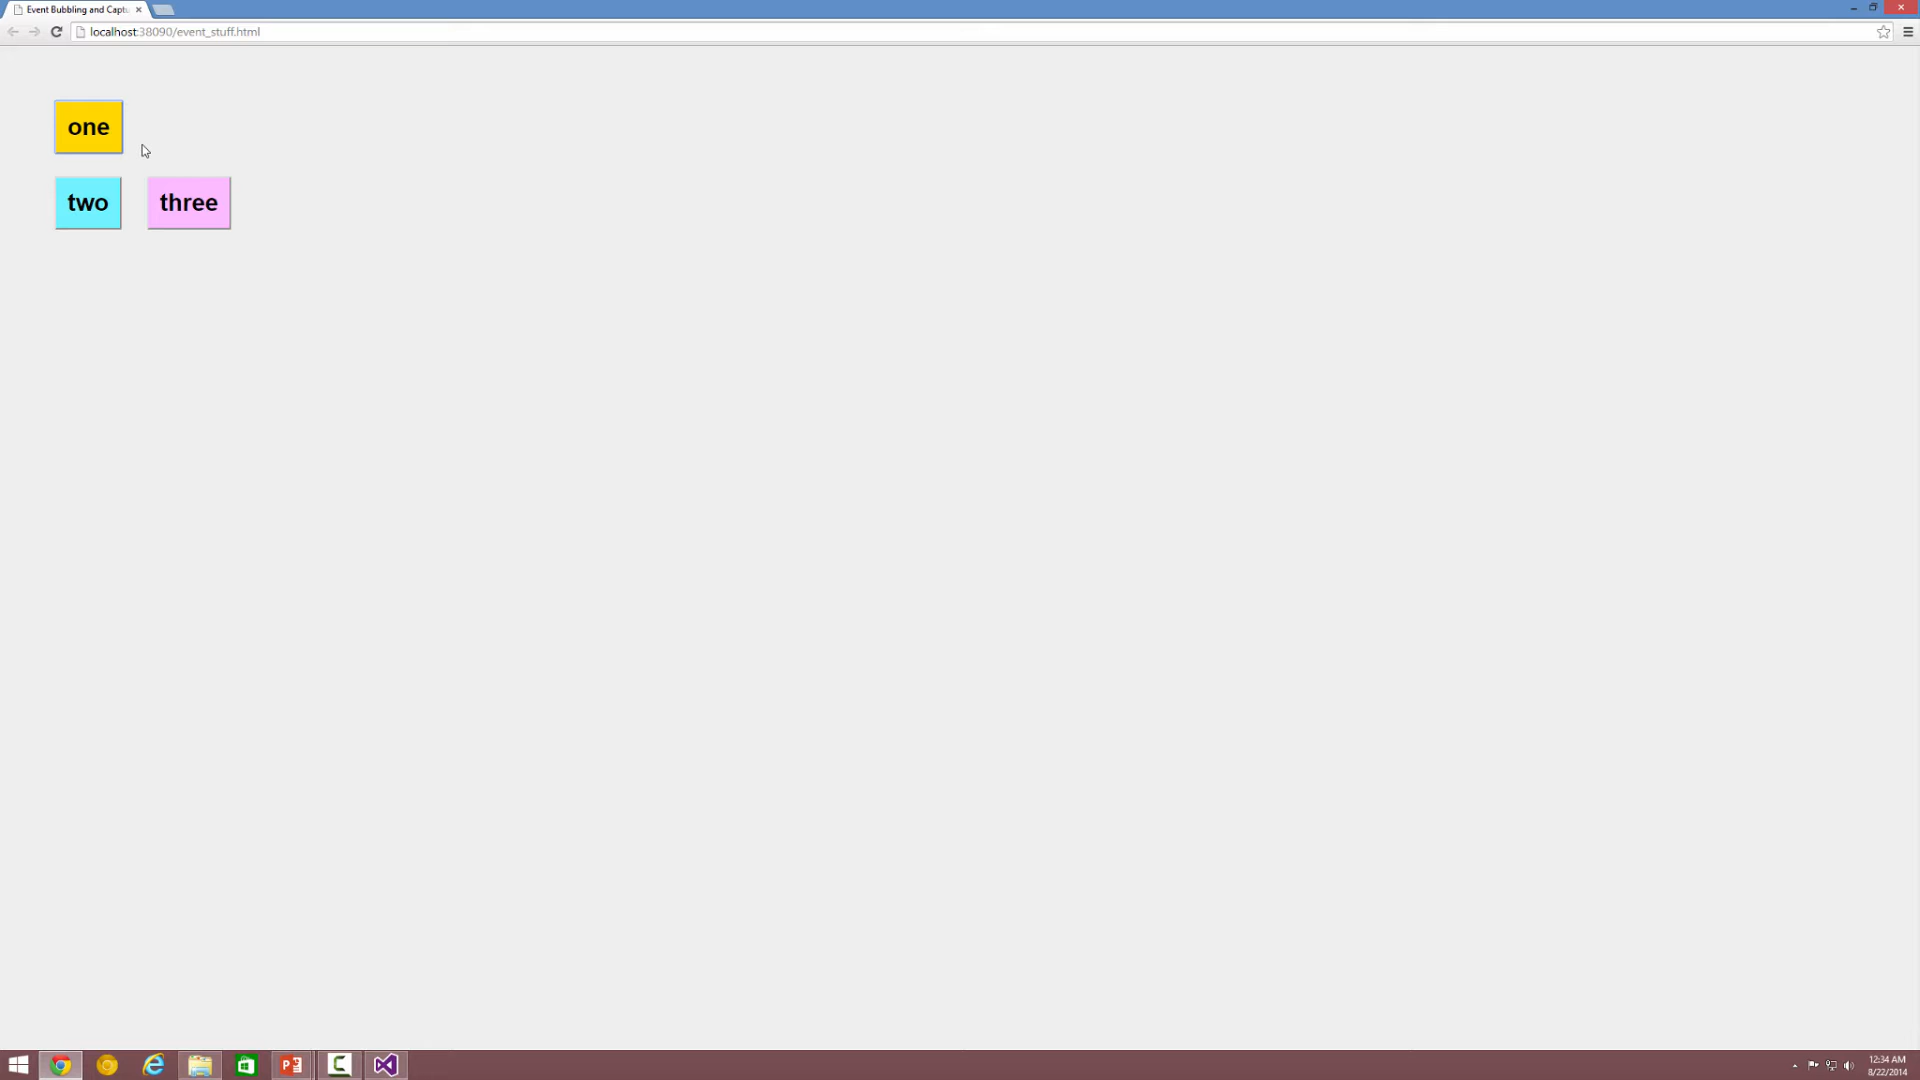 Event Bubbling and Captu
localhost:38090/event_stuff.html
one
two three
12:34 AM
8/22/2014